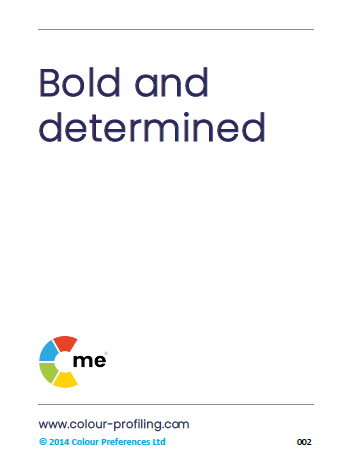 Bold and
determined
me
www.colour-profiling.com
© 2014 Colour Preferences Ltd 002